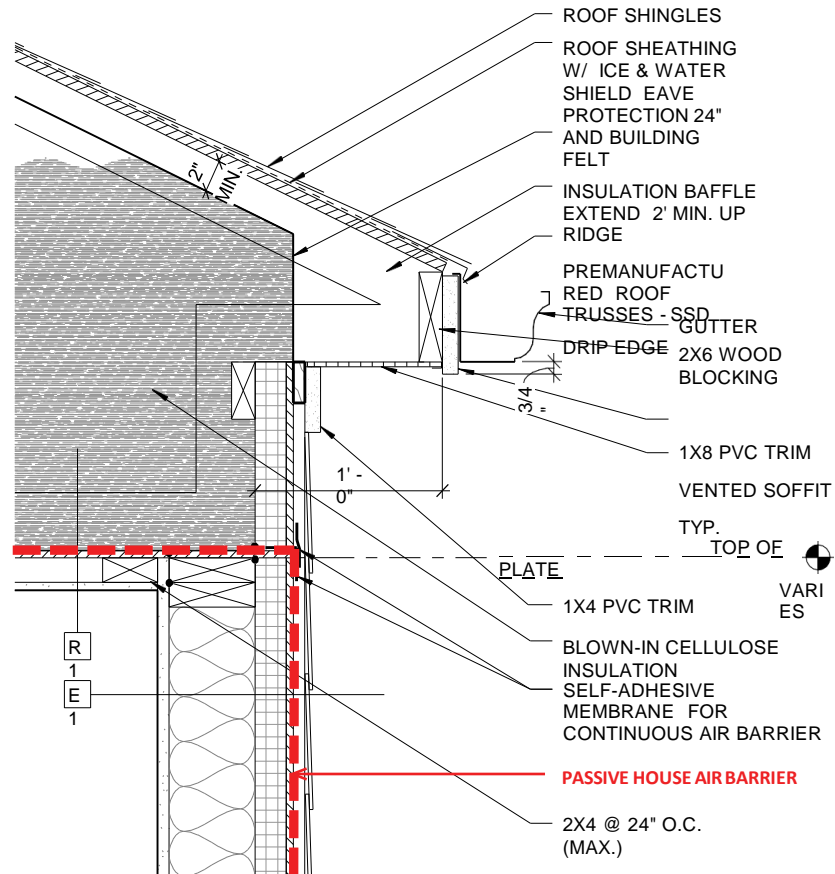 ROOF SHINGLES
ROOF SHEATHING
W/ ICE & WATER
SHIELD EAVE
PROTECTION 24"
AND BUILDING
FELT
INSULATION BAFFLE
EXTEND 2' MIN. UP
RIDGE
PREMANUFACTU
RED ROOF
TRUSSES - SSD
GUTTER
DRIP EDGE
2X6 WOOD
BLOCKING
2"
MIN.
3/4
"
1' -
0"
1X8 PVC TRIM
VENTED SOFFIT
TYP.
TOP OF
PLATE
VARI
ES
1X4 PVC TRIM
BLOWN-IN CELLULOSE
INSULATION
SELF-ADHESIVE
MEMBRANE FOR
CONTINUOUS AIR BARRIER
PASSIVE HOUSE AIR BARRIER
2X4 @ 24" O.C.
(MAX.)
R
1
E
1